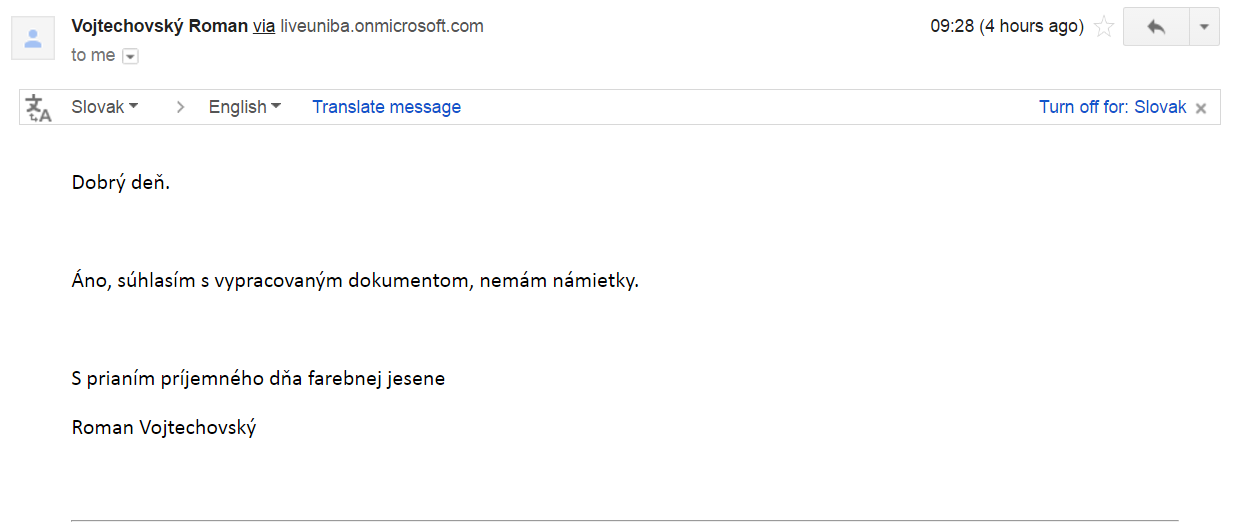 Vojtechovský Roman via liveuniba.onmicrosoft.com 09:28 (4 hours ago)
to me
Slovak > English Translate message Turn off for: Slovak ×
Dobrý deň.
Áno, súhlasím s vypracovaným dokumentom, nemám námietky.
S prianím príjemného dňa farebnej jesene
Roman Vojtechovský